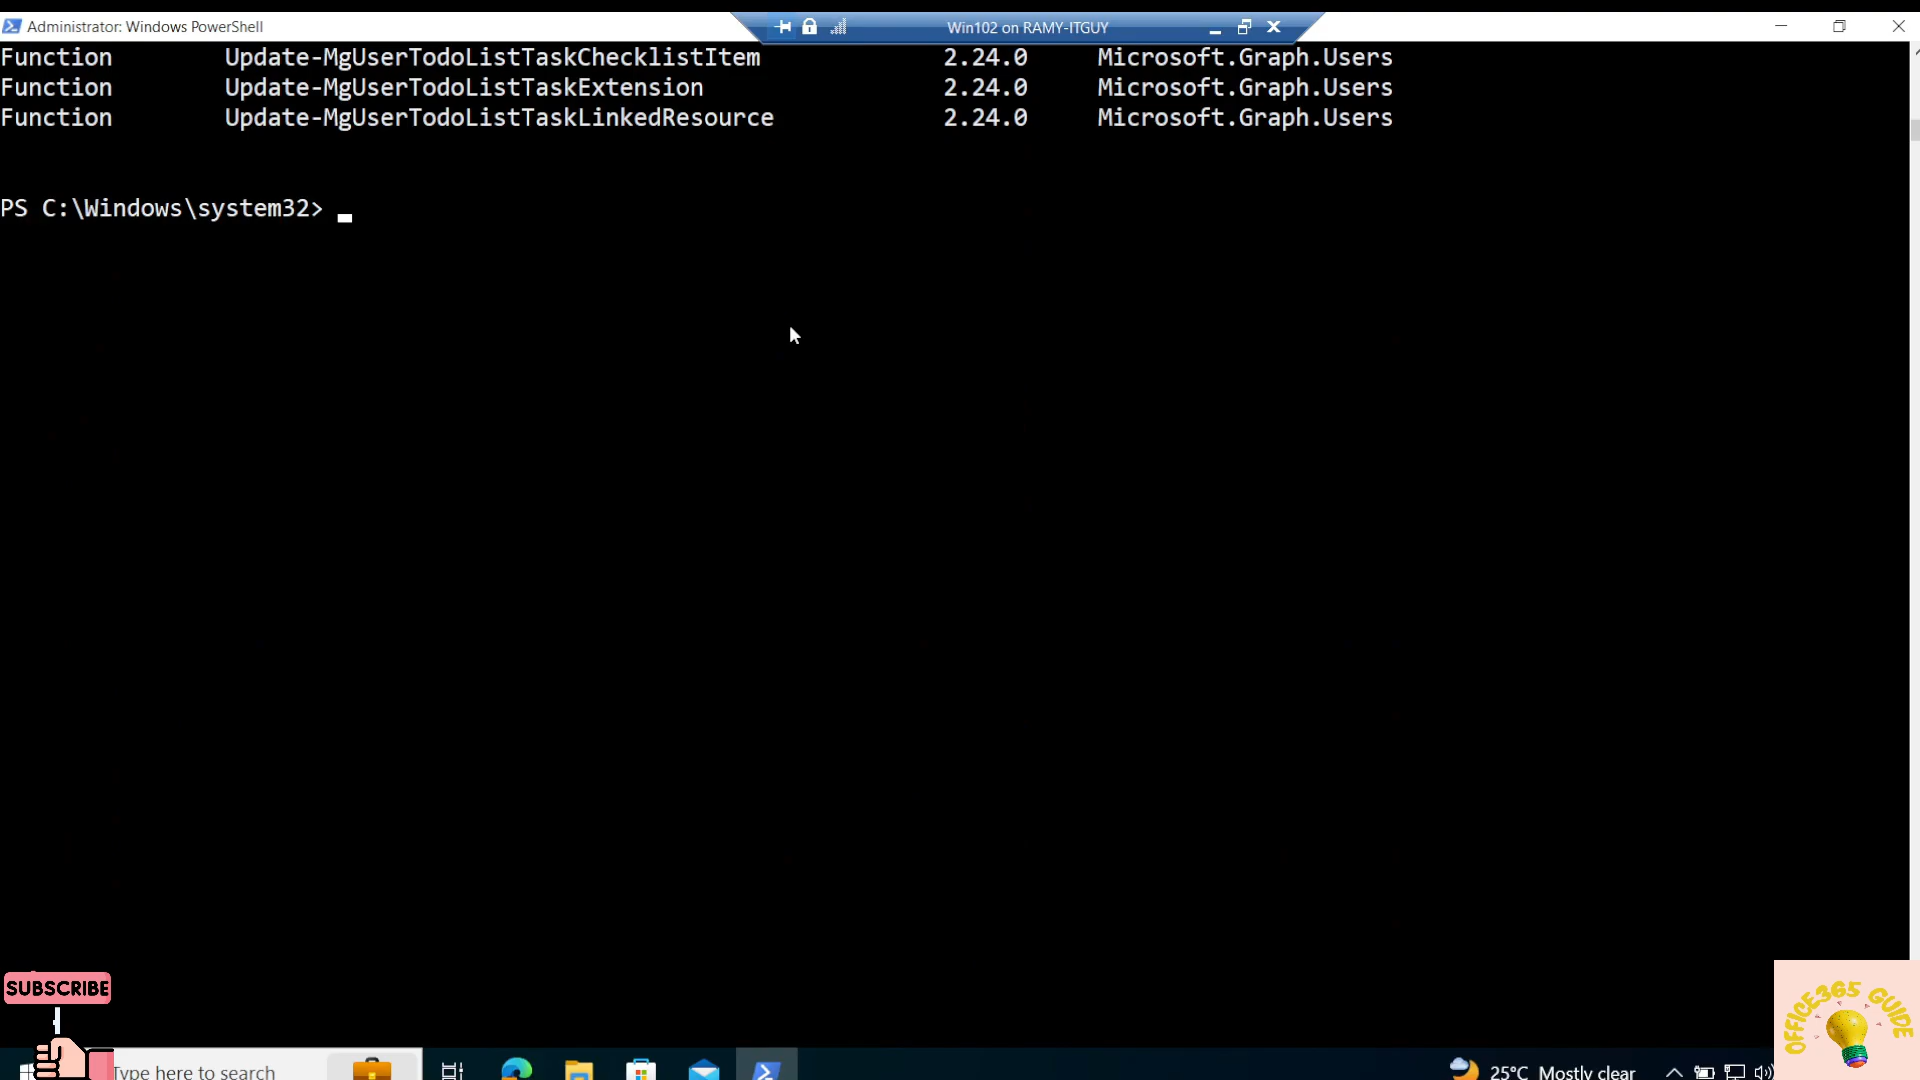 Administrator: Windows PowerShell
Win102 on RAMY-ITGUY
Function Update-MgUserTodoListTaskChecklistItem 2.24.0 Microsoft.Graph.Users
Function Update-MgUserTodoListTaskExtension 2.24.0 Microsoft.Graph.Users
Function Update-MgUserTodoListTaskLinkedResource 2.24.0 Microsoft.Graph.Users
PS C:\Windows\system32>
SUBSCRIBE
OFFICE365 GUIDE
Type here to search
25°C Mostly clear